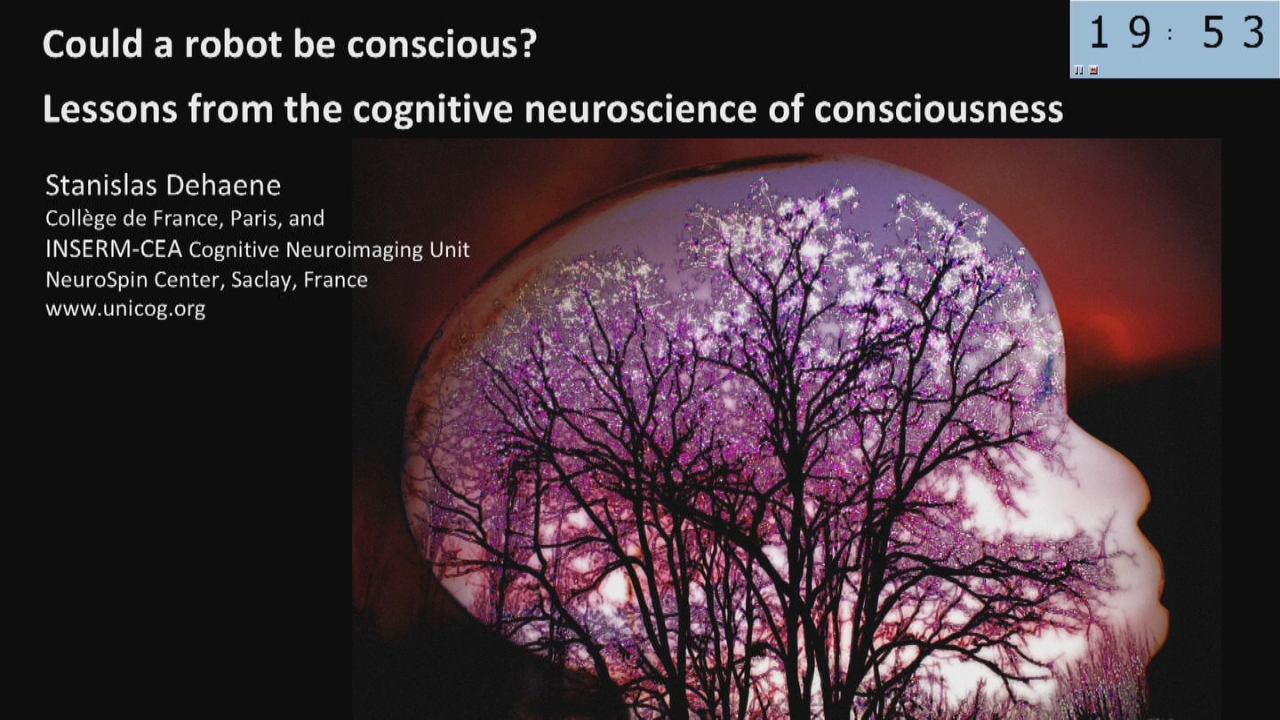 Could a robot be conscious?
19: 53
Lessons from the cognitive neuroscience of consciousness
Stanislas Dehaene
Collège de France, Paris, and
INSERM-CEA Cognitive Neuroimaging Unit
NeuroSpin Center, Saclay, France
www.unicog.org